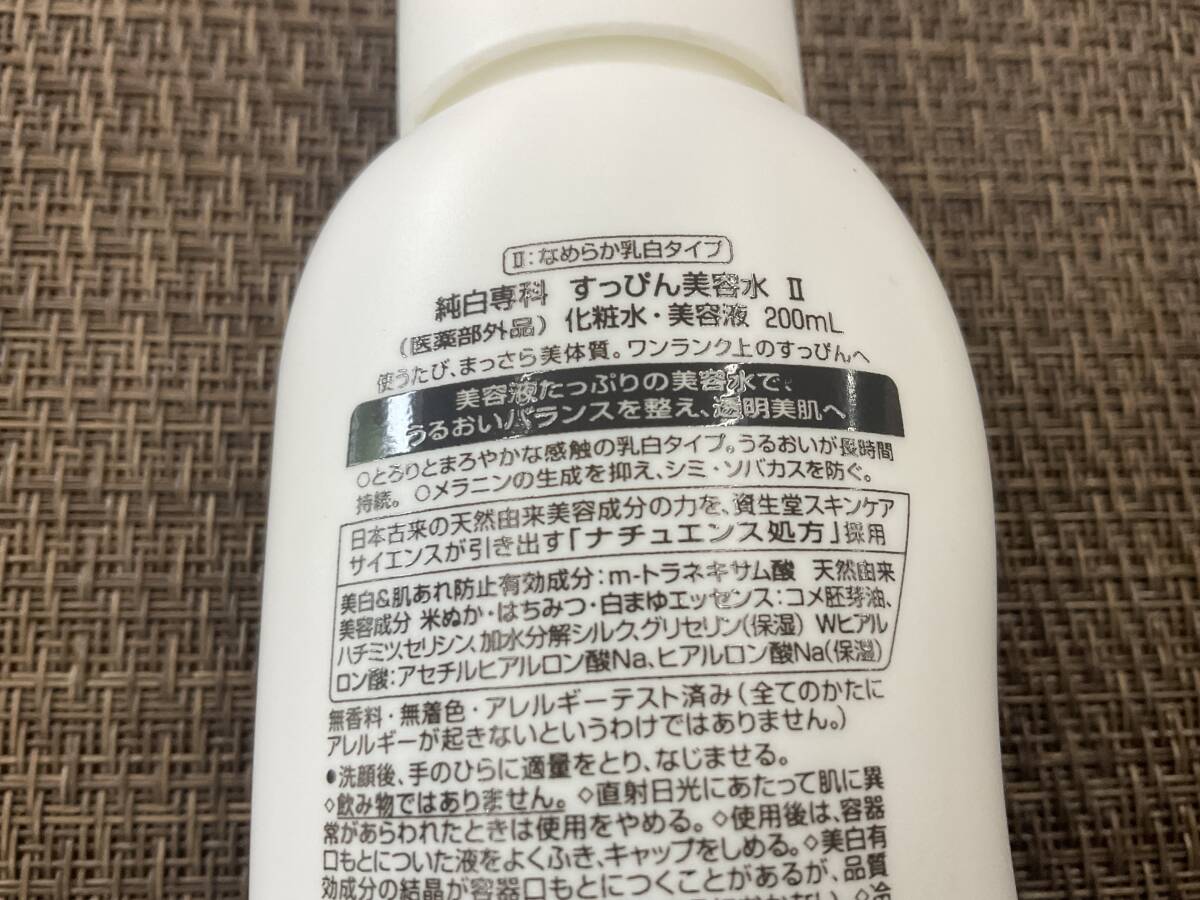 Ⅱ:なめらか乳白タイプ
純白専科 すっぴん美容水 Ⅱ
(医薬部外品) 化粧水・美容液 200mL
使うたび、まっさら美体質。ワンランク上のすっぴんへ
美容液たっぷりの美容水で、
うるおいバランスを整え、透明美肌へ
○とろりとまろやかな感触の乳白タイプ。うるおいが長時間
持続。○メラニンの生成を抑え、シミ・ソバカスを防ぐ。
日本古来の天然由来美容成分の力を、資生堂スキンケア
サイエンスが引き出す「ナチュエンス処方」採用
美白&肌あれ防止有効成分:m-トラネキサム酸 天然由来
美容成分 米ぬか・はちみつ・白まゆエッセンス:コメ胚芽油、
ハチミツ、セリシン、加水分解シルク、グリセリン(保湿) Wヒアル
ロン酸:アセチルヒアルロン酸Na、ヒアルロン酸Na(保湿)
無香料・無着色・アレルギーテスト済み(全てのかたに
アレルギーが起きないというわけではありません。)
●洗顔後、手のひらに適量をとり、なじませる。
◇飲み物ではありません。◇直射日光にあたって肌に異
常があらわれたときは使用をやめる。◇使用後は、容器
口もとについた液をよくふき、キャップをしめる。◇美白有
効成分の結晶が容器口もとにつくことがあるが、品質